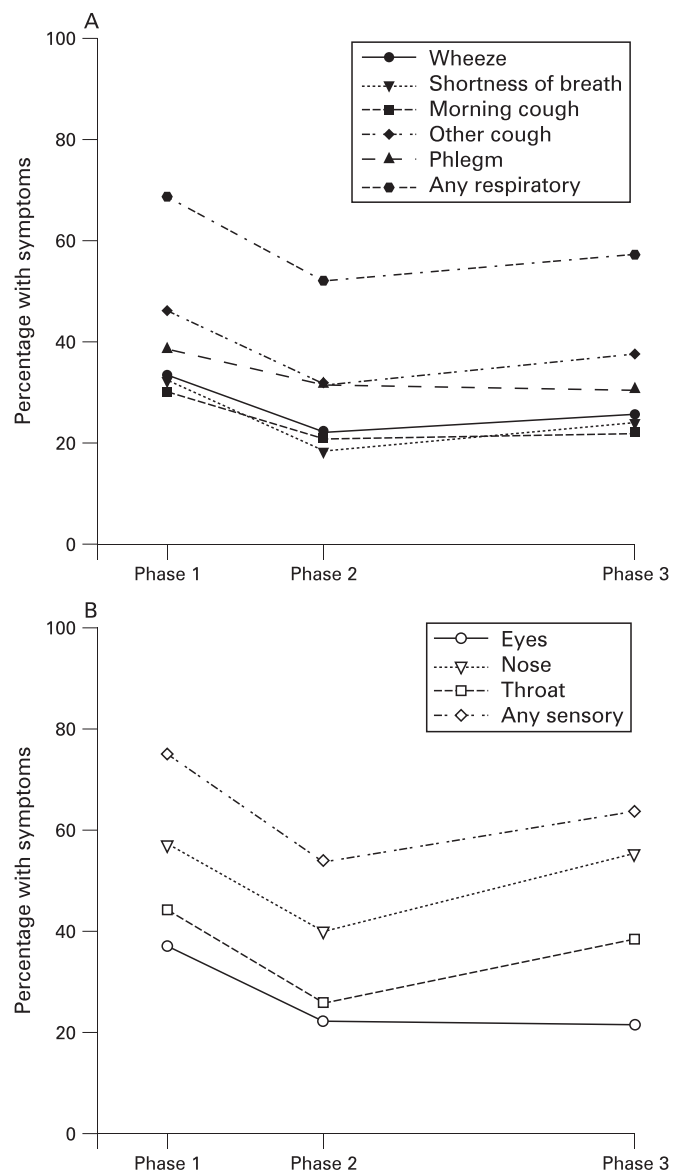 A
100
80
60
40
20
0
Percentage with symptoms
Wheeze
Shortness of breath
Morning cough
Other cough
Phlegm
Any respiratory
Phase 1 Phase 2 Phase 3
B
100
80
60
40
20
0
Percentage with symptoms
Eyes
Nose
Throat
Any sensory
Phase 1 Phase 2 Phase 3